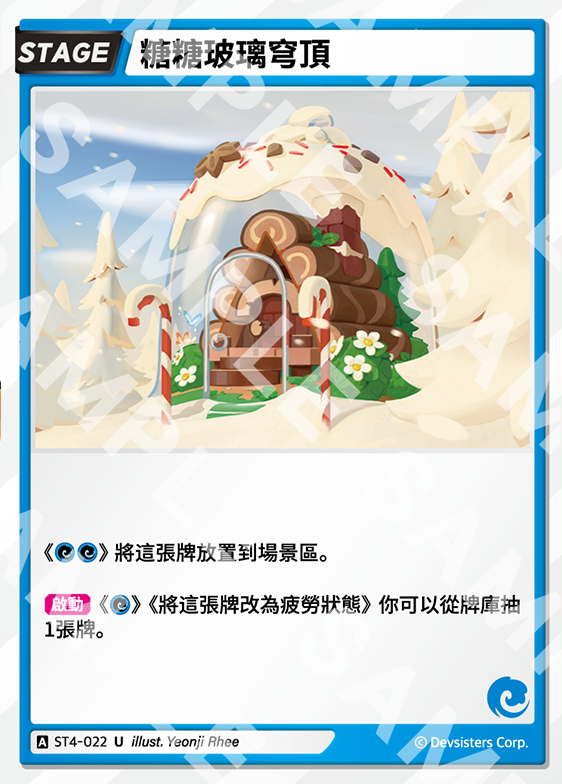 STAGE 糖糖玻璃穹頂
SAMPLE
《》將這張牌放置到場景區。
啟動《》《將這張牌改為疲勞狀態》你可以從牌庫抽
1張牌。
A ST4-022 U illust. Yeonji Rhee © Devsisters Corp.